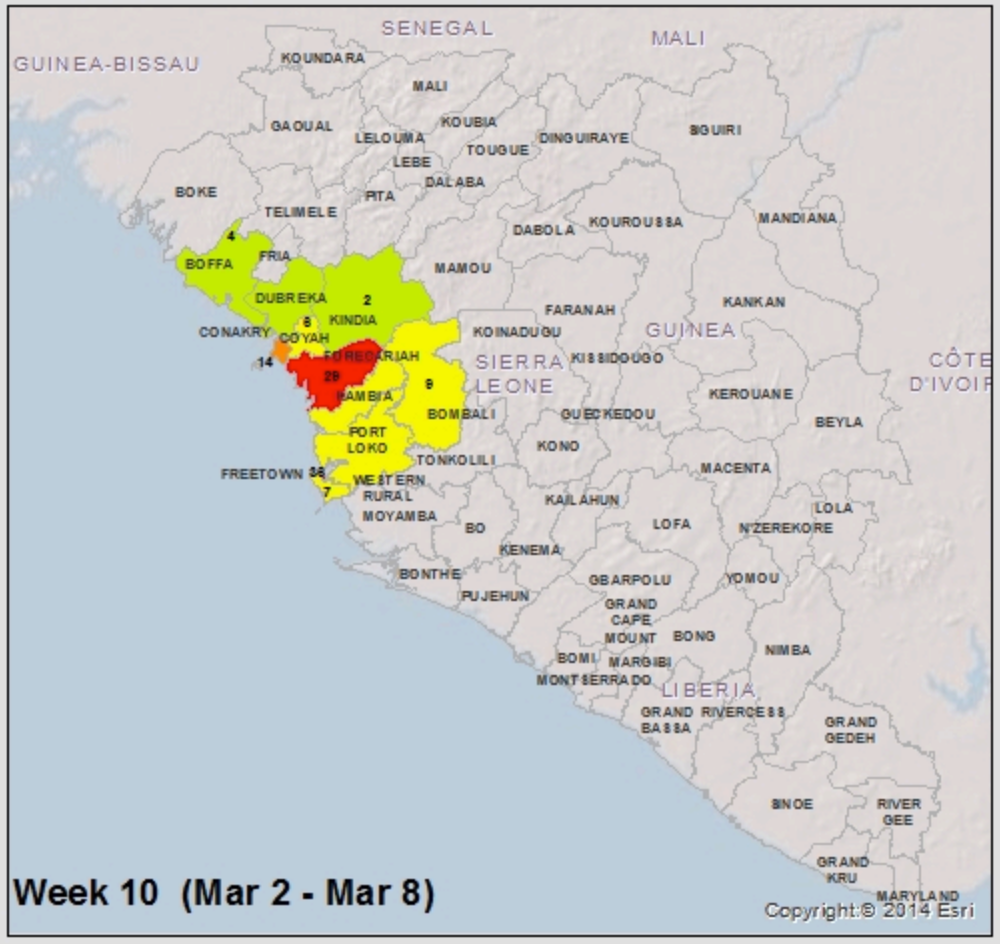 SENEGAL
MALI
GUINEA-BISSAU
KOUNDARA
MALI
GAOUAL
KOUBIA
LELOUMA
TOUGUE
DINGUIRAYE
SIGUIRI
LEBE
DALABA
PITA
BOKE
TELIMELE
DABOLA
KOUROUSSA
MANDIANA
4
BOFFA
FRIA
MAMOU
DUBREKA
2
KINDIA
KANKAN
FARANAH
6
CONAKRY
COYAH
KOINADUGU
GUINEA
14
FORECARIAH
SIERRA
LEONE
KISSIDOUGO
CÔTE
D'IVOIR
9
KAMBIA
KEROUANE
BOMBALI
GUECKEDOU
BEYLA
PORT
LOKO
KONO
TONKOLILI
MACENTA
FREETOWN
WESTERN
RURAL
7
KAILAHUN
LOLA
MOYAMBA
BO
LOFA
N'ZEREKORE
KENEMA
BONTHE
GBARPOLU
YOMOU
PUJEHUN
GRAND
CAPE
MOUNT
BONG
NIMBA
BOMI
MARGIBI
MONTSERRADO
LIBERIA
GRAND
BASSA
RIVERCESS
GRAND
GEDEH
SINOE
RIVER
GEE
GRAND
KRU
MARYLAND
Week 10 (Mar 2 - Mar 8)
Copyright:© 2014 Esri